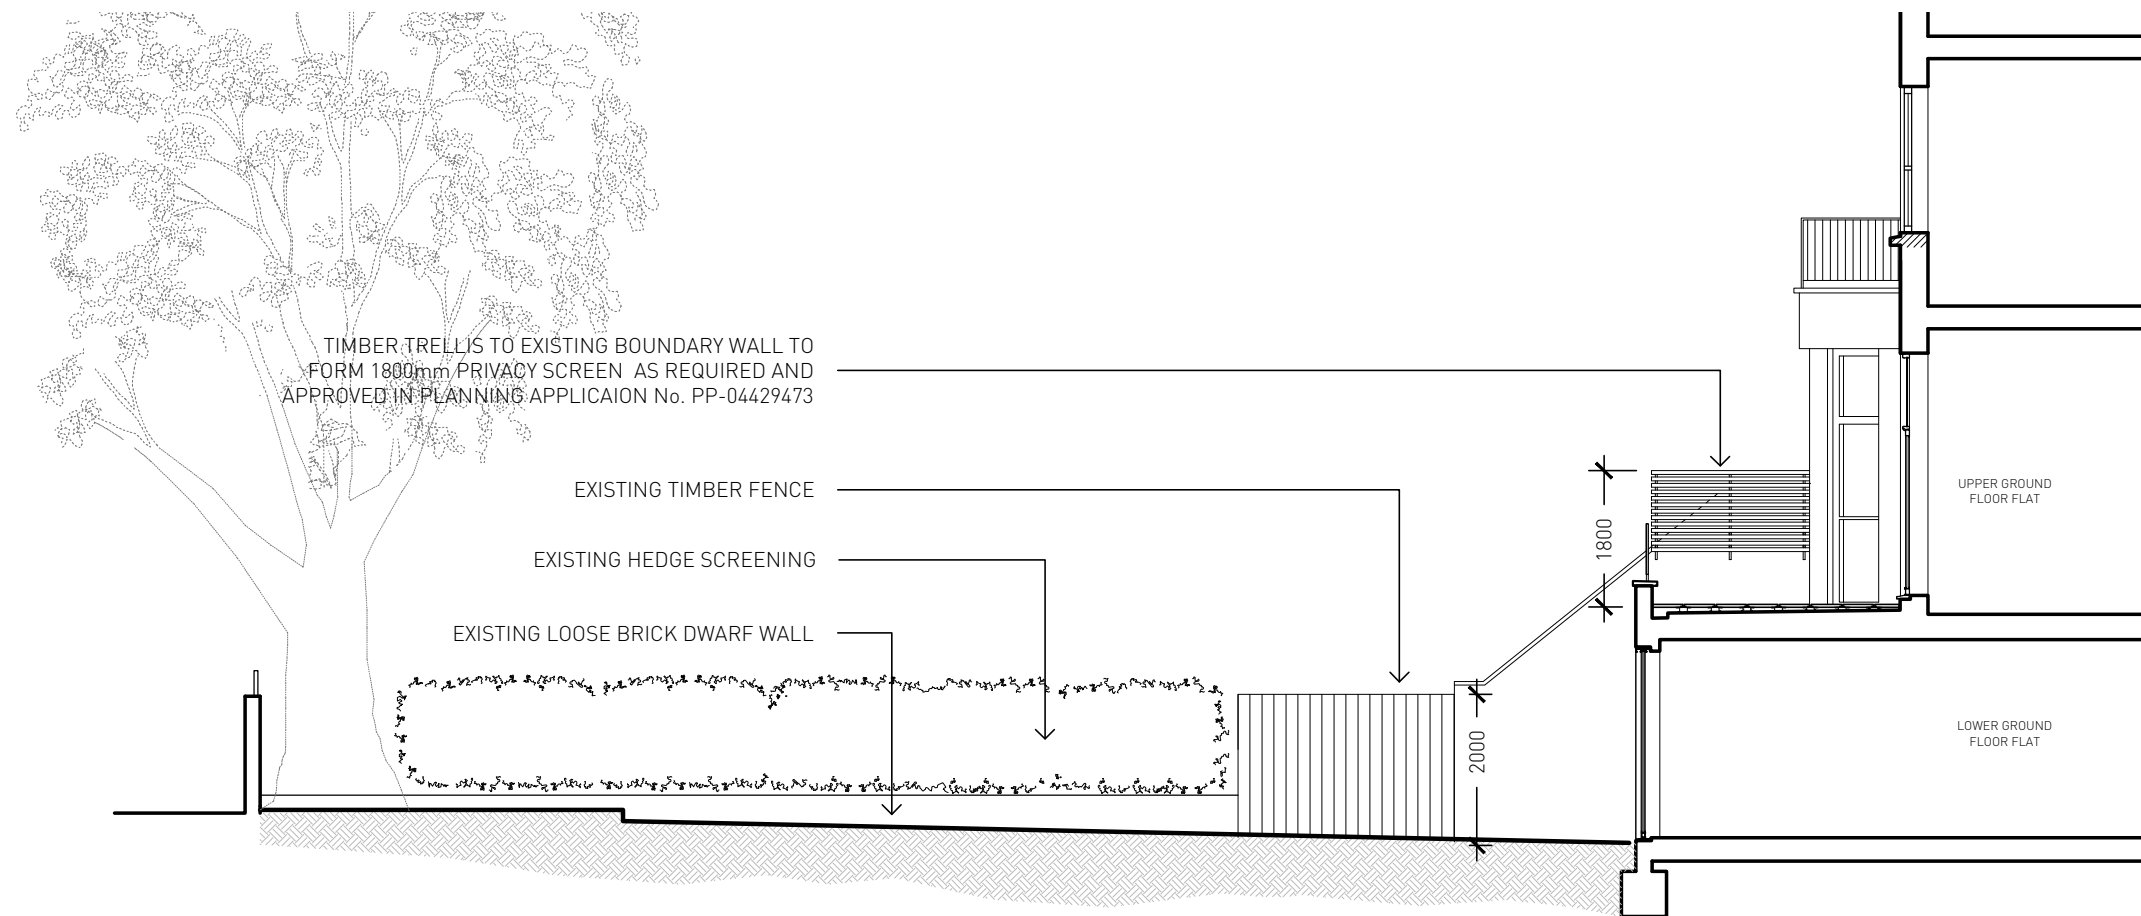 TIMBER TRELLIS TO EXISTING BOUNDARY WALL TO
FORM 1800mm PRIVACY SCREEN AS REQUIRED AND
APPROVED IN PLANNING APPLICAION No. PP-04429473
EXISTING TIMBER FENCE
EXISTING HEDGE SCREENING
EXISTING LOOSE BRICK DWARF WALL
1800
2000
UPPER GROUND
FLOOR FLAT
LOWER GROUND
FLOOR FLAT